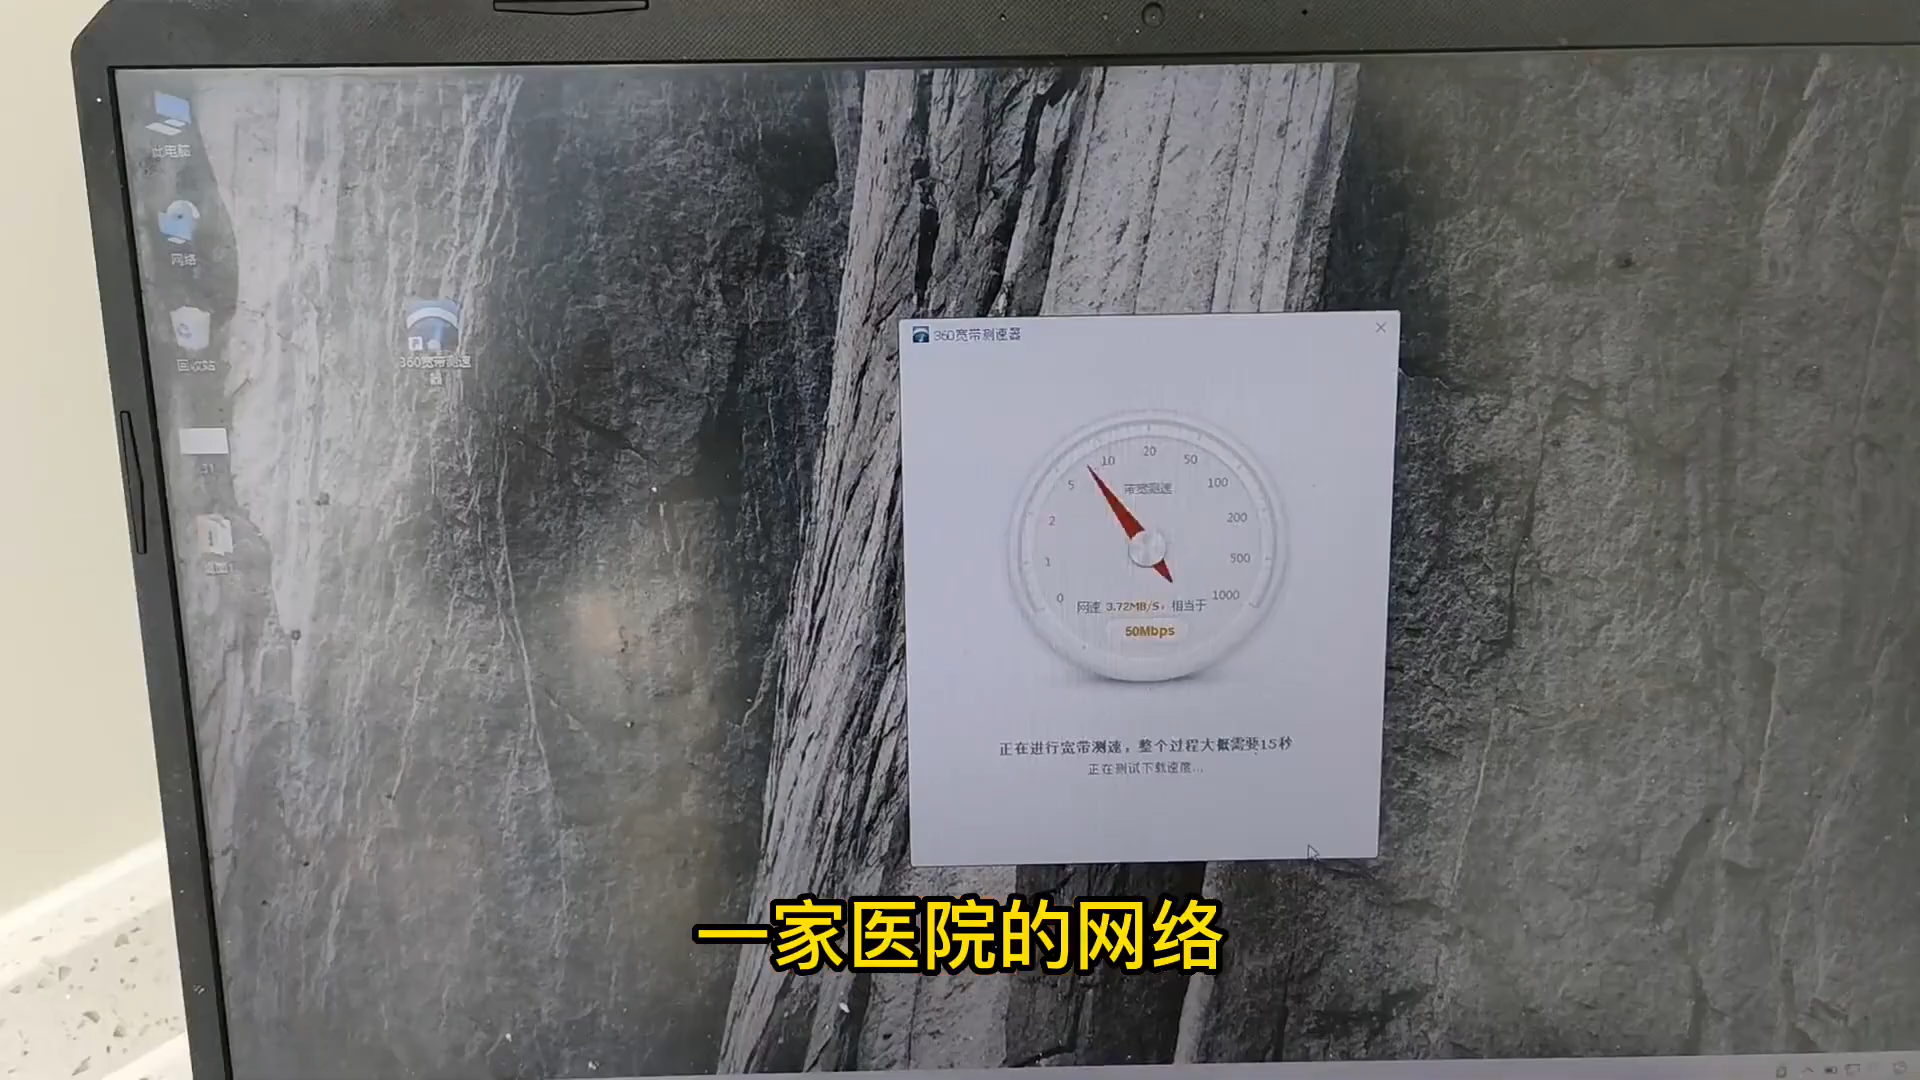 此电脑
网络
回收站
360宽带测速
器
360宽带测速器
0
1
2
5
10
20
50
100
200
500
1000
带宽测速
网速 3.72MB/S，相当于
50Mbps
正在进行宽带测速，整个过程大概需要15秒
正在测试下载速度...
一家医院的网络